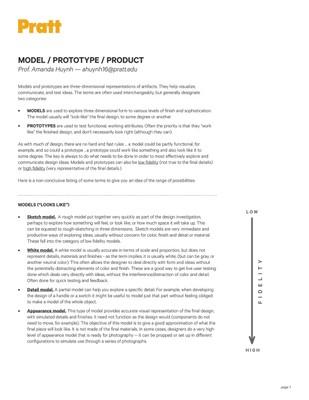 Pratt
MODEL / PROTOTYPE / PRODUCT
Prof. Amanda Huynh — ahuynh16@pratt.edu
Models and prototypes are three-dimensional representations of artifacts. They help visualize,
communicate, and test ideas. The terms are often used interchangeably, but generally designate
two categories:
• MODELS are used to explore three-dimensional form to various levels of finish and sophistication.
The model usually will "look-like" the final design, to some degree or another.
• PROTOTYPES are used to test functional, working attributes. Often the priority is that they "work
like" the finished design, and don't necessarily look right (although they can).
As with much of design, there are no hard and fast rules .. a model could be partly functional, for
example, and so could a prototype .. a prototype could work like something and also look like it to
some degree. The key is always to do what needs to be done in order to most effectively explore and
communicate design ideas. Models and prototypes can also be low fidelity (not true to the final details)
or high fidelity (very representative of the final details.)
Here is a non-conclusive listing of some terms to give you an idea of the range of possibilities:
MODELS ("LOOKS LIKE")
• Sketch model. A rough model put together very quickly as part of the design investigation,
perhaps to explore how something will feel, or look like, or how much space it will take up. This
can be equated to rough-sketching in three dimensions. Sketch models are very immediate and
productive ways of exploring ideas, usually without concern for color, finish and detail or material.
These fall into the category of low-fidelity models.
• White model. A white model is usually accurate in terms of scale and proportion, but does not
represent details, materials and finishes - as the term implies it is usually white, (but can be gray, or
another neutral color.) This often allows the designer to deal directly with form and ideas without
the potentially distracting elements of color and finish. These are a good way to get live user testing
done which deals very directly with ideas, without the interference/distraction of color and detail.
Often done for quick testing and feedback.
• Detail model. A partial model can help you explore a specific detail. For example, when developing
the design of a handle or a switch it might be useful to model just that part without feeling obliged
to make a model of the whole object.
• Appearance model. This type of model provides accurate visual representation of the final design,
with simulated details and finishes. It need not function as the design would (components do not
need to move, for example). The objective of this model is to give a good approximation of what the
final piece will look like. It is not made of the final materials. In some cases, designers do a very high
level of appearance model that is ready for photography – it can be propped or set up in different
configurations to simulate use through a series of photographs.
LOW
FIDELITY
HIGH
page 1